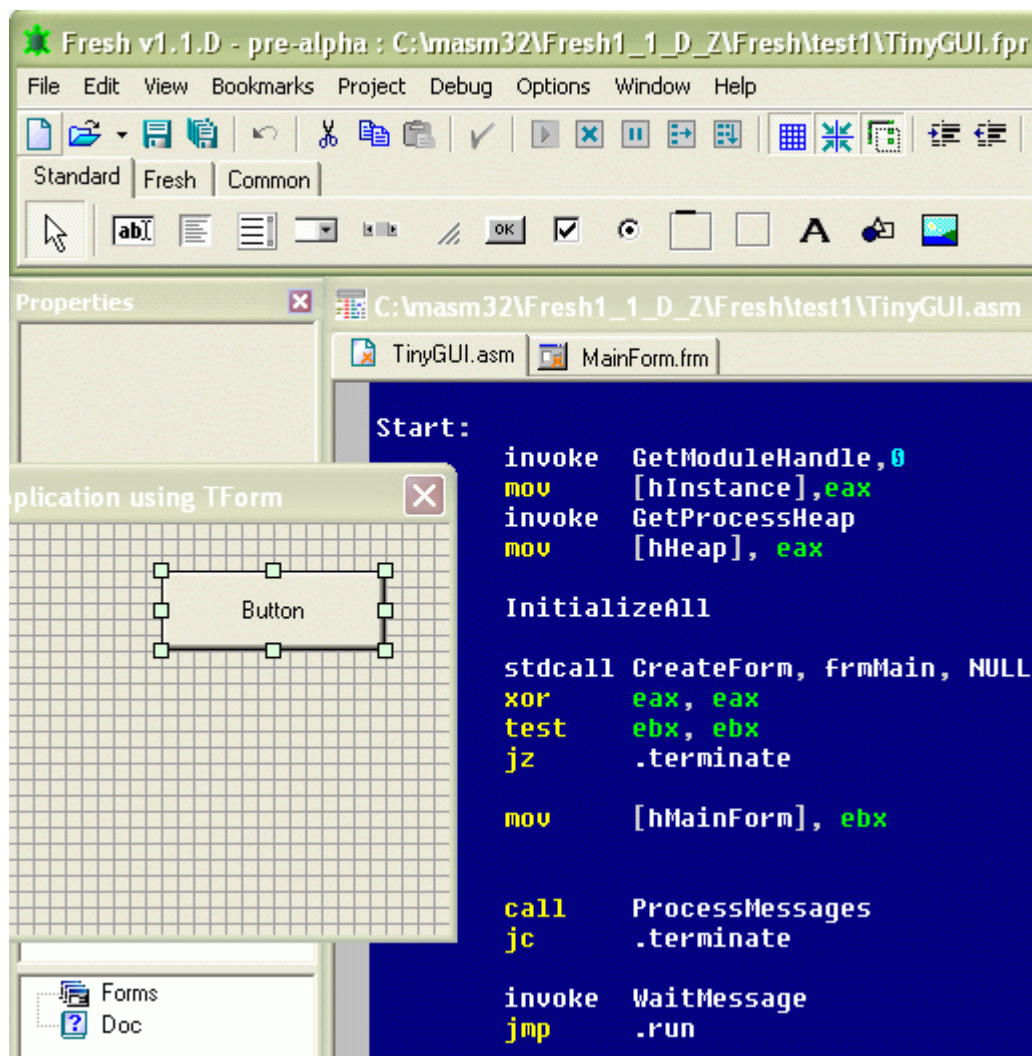 Fresh v1.1.D - pre-alpha : C:\masm32\Fresh1_1_D_Z\Fresh\test1\TinyGUI.fpr
File Edit View Bookmarks Project Debug Options Window Help
Standard Fresh Common
ab OK A
Properties
C:\masm32\Fresh1_1_D_Z\Fresh\test1\TinyGUI.asm
TinyGUI.asm MainForm.frm
plication using TForm
Button
Forms
? Doc
Start:
invoke GetModuleHandle,0
mov [hInstance],eax
invoke GetProcessHeap
mov [hHeap], eax
InitializeAll
stdcall CreateForm, frmMain, NULL
xor eax, eax
test ebx, ebx
jz .terminate
mov [hMainForm], ebx
call ProcessMessages
jc .terminate
invoke WaitMessage
jmp .run